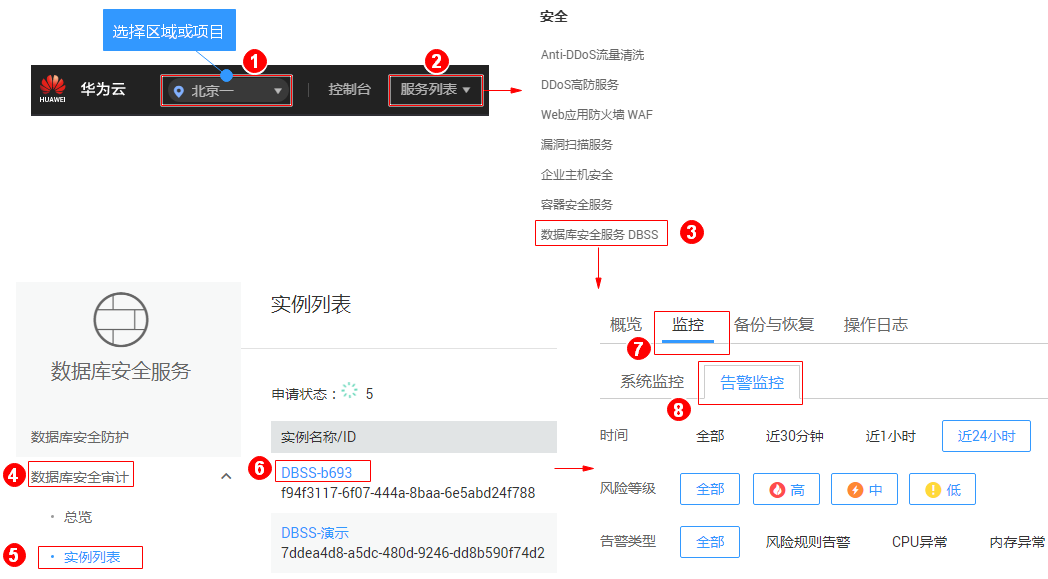 选择区域或项目
1
2
HUAWEI
华为云
北京一
控制台
服务列表
安全
Anti-DDoS流量清洗
DDoS高防服务
Web应用防火墙 WAF
漏洞扫描服务
企业主机安全
容器安全服务
数据库安全服务 DBSS
3
数据库安全服务
数据库安全防护
4
数据库安全审计
· 总览
5
· 实例列表
实例列表
申请状态： 5
实例名称/ID
6
DBSS-b693
f94f3117-6f07-444a-8baa-6e5abd24f788
DBSS-演示
7ddea4d8-a5dc-480d-9246-dd8b590f74d2
概览 监控 备份与恢复 操作日志
7
系统监控 告警监控
8
时间 全部 近30分钟 近1小时 近24小时
风险等级 全部 高 中 低
告警类型 全部 风险规则告警 CPU异常 内存异常